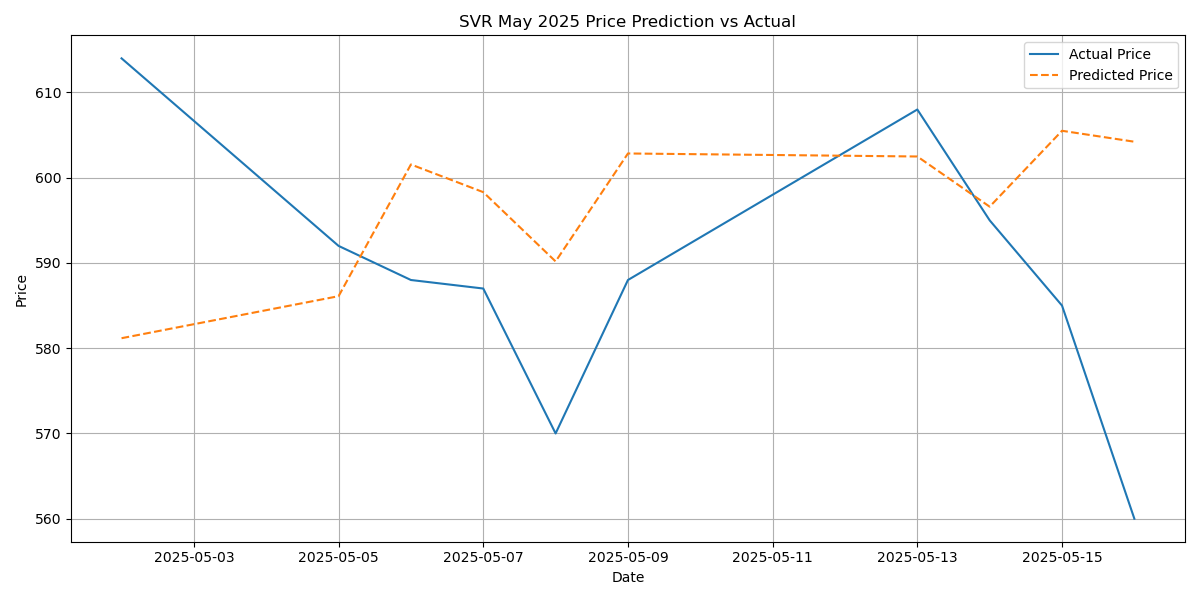 SVR May 2025 Price Prediction vs Actual
Actual Price
Predicted Price
610
600
590
580
570
560
Price
2025-05-03
2025-05-05
2025-05-07
2025-05-09
2025-05-11
2025-05-13
2025-05-15
Date